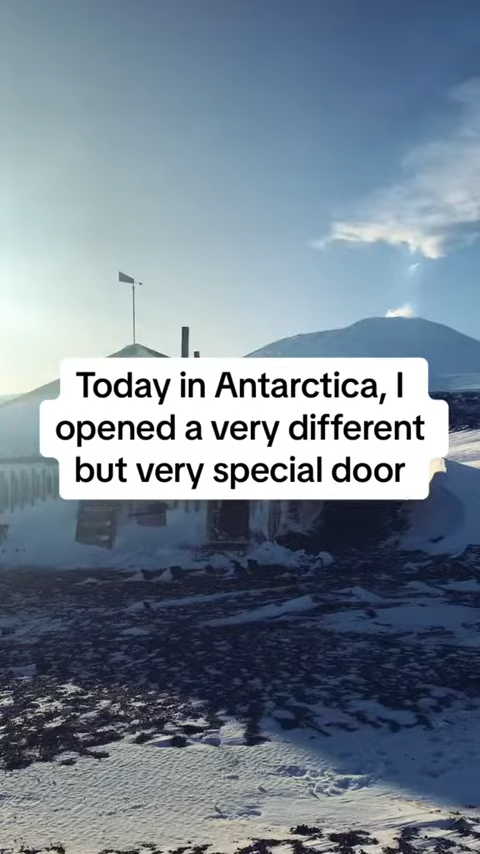 Today in Antarctica, I
opened a very different
but very special door